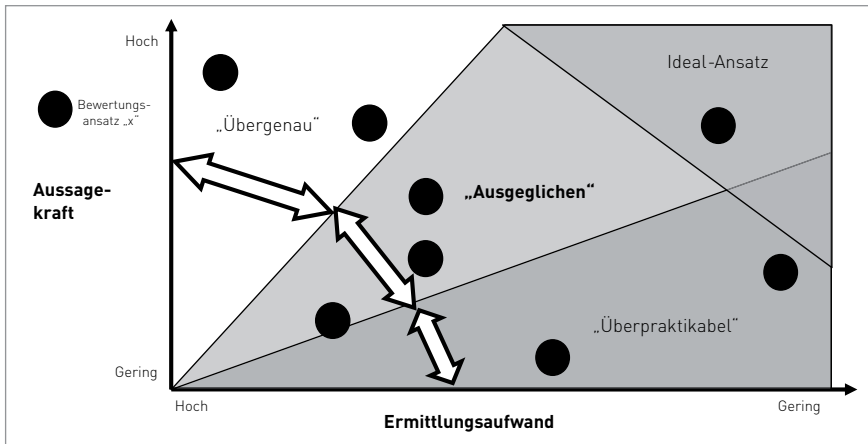 Hoch
Ideal-Ansatz
Bewertungs-
ansatz „x“
„Übergenau“
Aussage-
kraft
„Ausgeglichen“
„Überpraktikabel“
Gering
Hoch
Gering
Ermittlungsaufwand